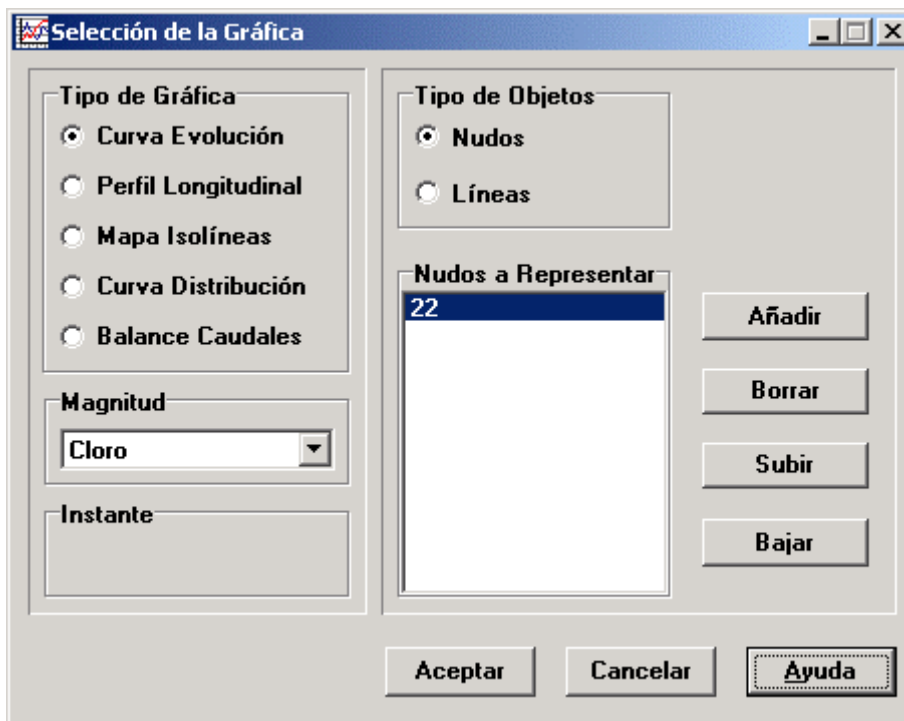 Selección de la Gráfica
Tipo de Gráfica
Curva Evolución
Perfil Longitudinal
Mapa Isolíneas
Curva Distribución
Balance Caudales
Magnitud
Cloro
Instante
Tipo de Objetos
Nudos
Líneas
Nudos a Representar
22
Añadir
Borrar
Subir
Bajar
Aceptar
Cancelar
Ayuda